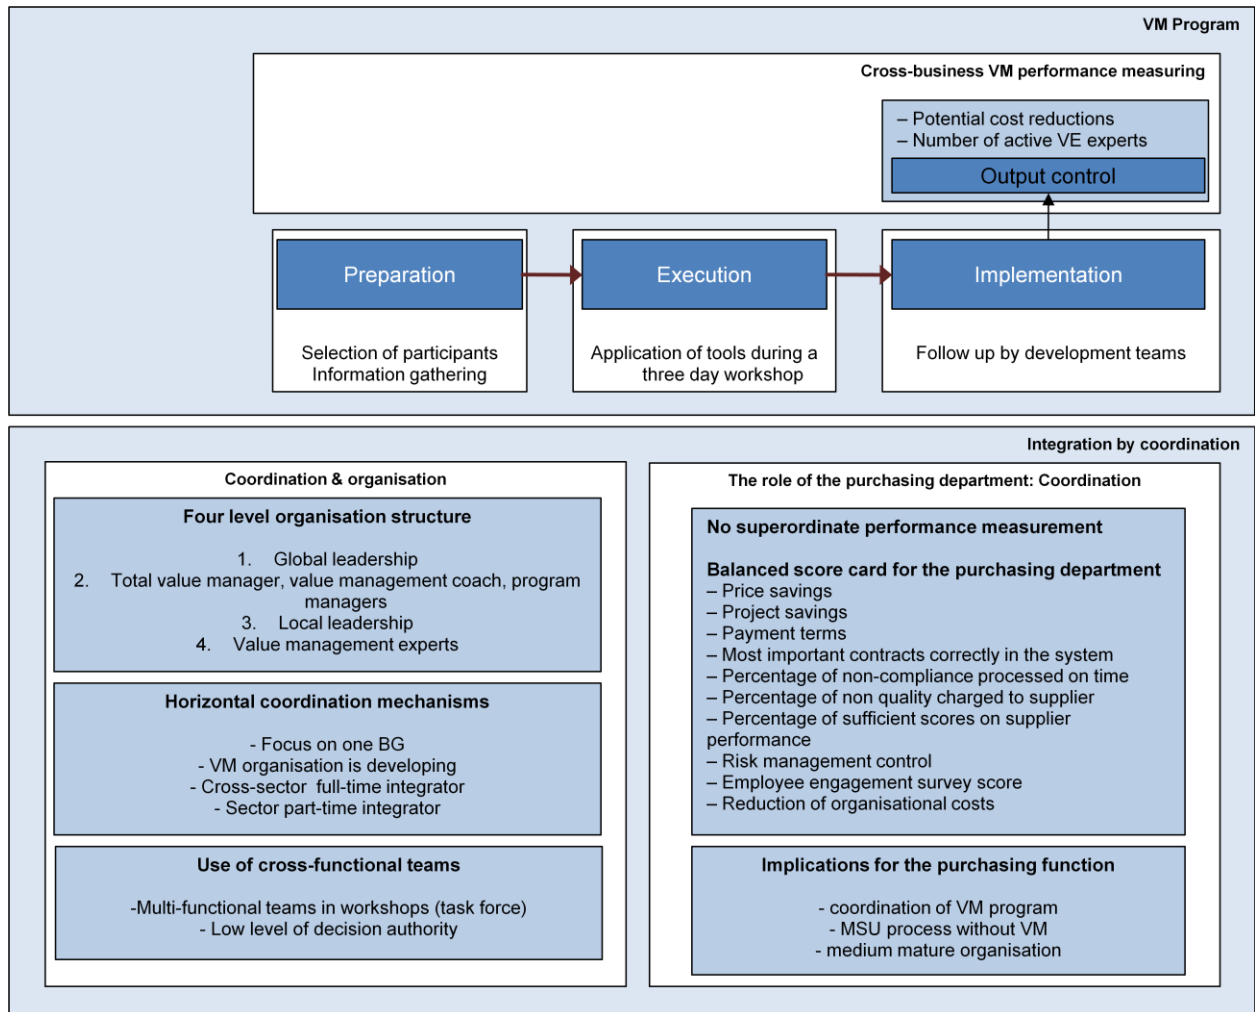 VM Program
Cross-business VM performance measuring
– Potential cost reductions
– Number of active VE experts
Output control
Preparation
Execution
Implementation
Selection of participants
Information gathering
Application of tools during a
three day workshop
Follow up by development teams
Integration by coordination
Coordination & organisation
Four level organisation structure
1. Global leadership
2. Total value manager, value management coach, program
managers
3. Local leadership
4. Value management experts
Horizontal coordination mechanisms
- Focus on one BG
- VM organisation is developing
- Cross-sector full-time integrator
- Sector part-time integrator
Use of cross-functional teams
-Multi-functional teams in workshops (task force)
- Low level of decision authority
The role of the purchasing department: Coordination
No superordinate performance measurement
Balanced score card for the purchasing department
– Price savings
– Project savings
– Payment terms
– Most important contracts correctly in the system
– Percentage of non-compliance processed on time
– Percentage of non quality charged to supplier
– Percentage of sufficient scores on supplier
performance
– Risk management control
– Employee engagement survey score
– Reduction of organisational costs
Implications for the purchasing function
- coordination of VM program
- MSU process without VM
- medium mature organisation